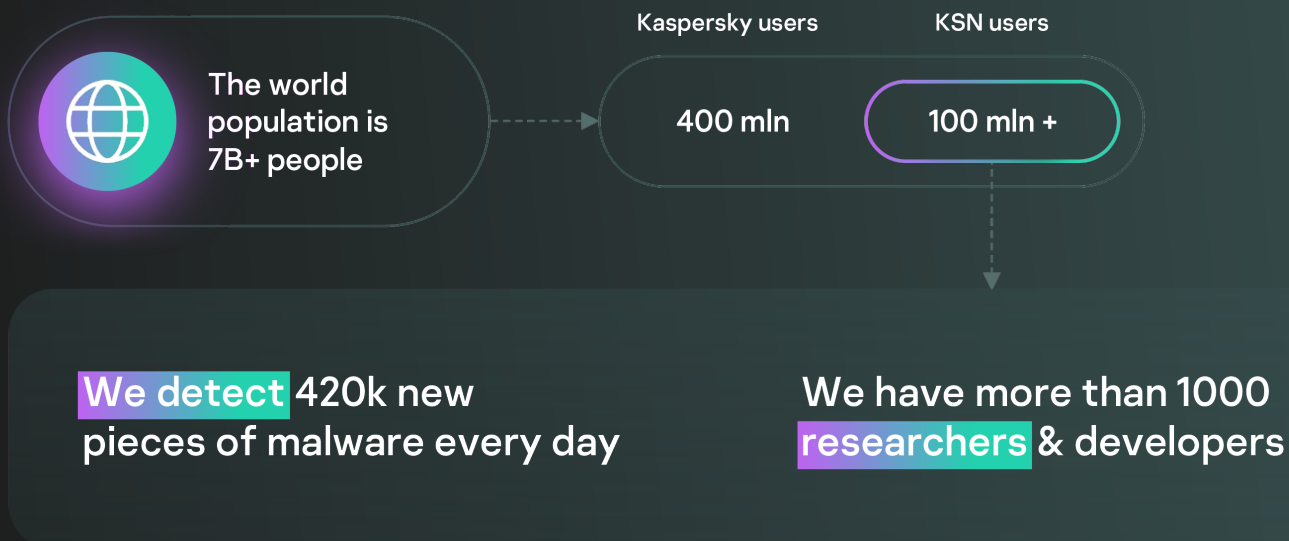 Kaspersky users
KSN users
The world
population is
7B+ people
400 mln
100 mln +
We detect 420k new
pieces of malware every day
We have more than 1000
researchers & developers